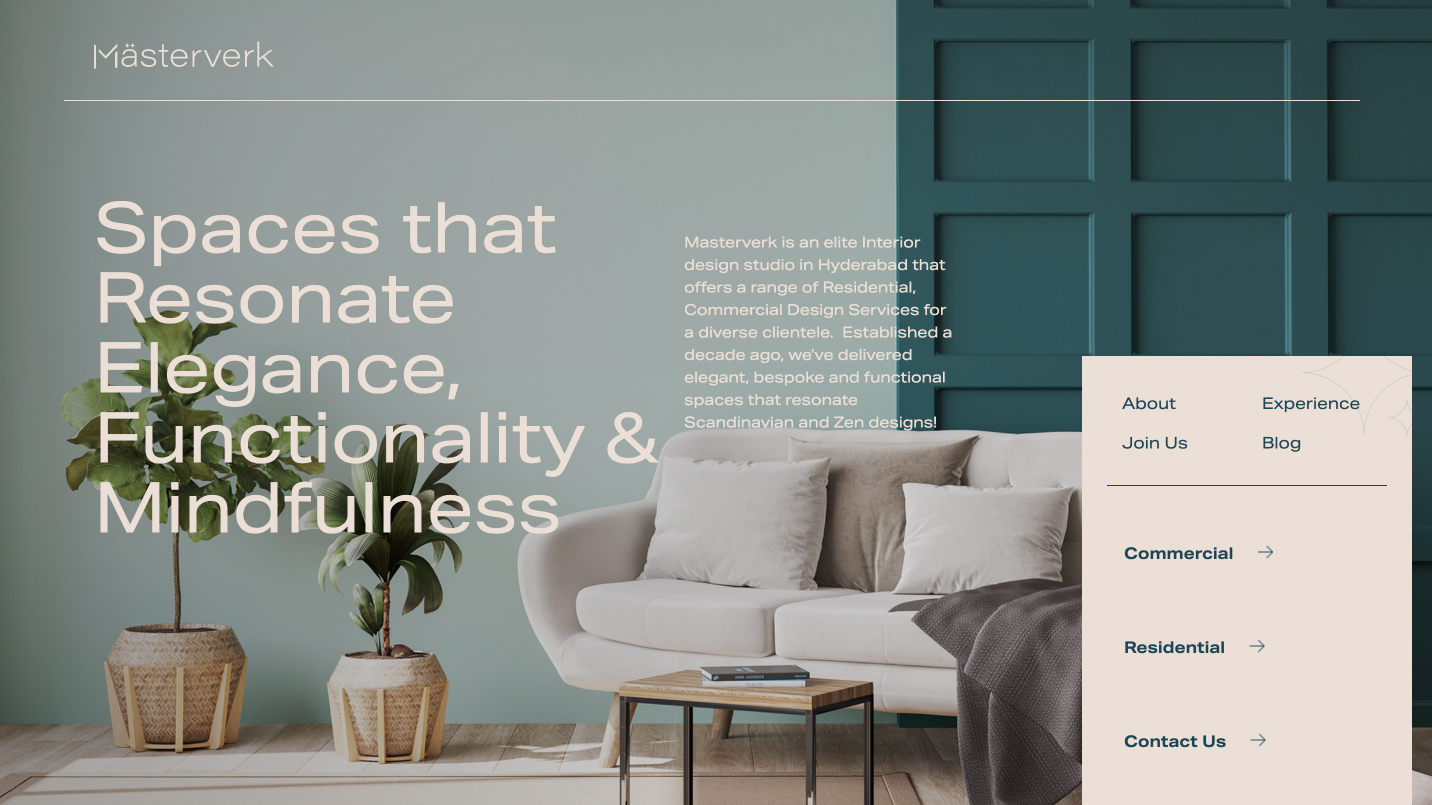 Mästerverk
Spaces that
Resonate
Elegance,
Functionality &
Mindfulness
Masterverk is an elite Interior
design studio in Hyderabad that
offers a range of Residential,
Commercial Design Services for
a diverse clientele.  Established a
decade ago, we've delivered
elegant, bespoke and functional
spaces that resonate
Scandinavian and Zen designs!
About
Experience
Join Us
Blog
Commercial
Residential
Contact Us